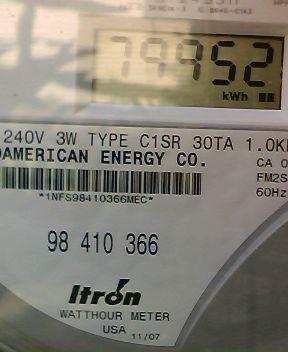 79952
kWh
240V 3W TYPE C1SR 30TA 1.0K
OAMERICAN ENERGY CO.
CA 0
FM2S
60Hz
*1NFS98410366MEC*
98 410 366
Itron
WATTHOUR METER
USA 11/07